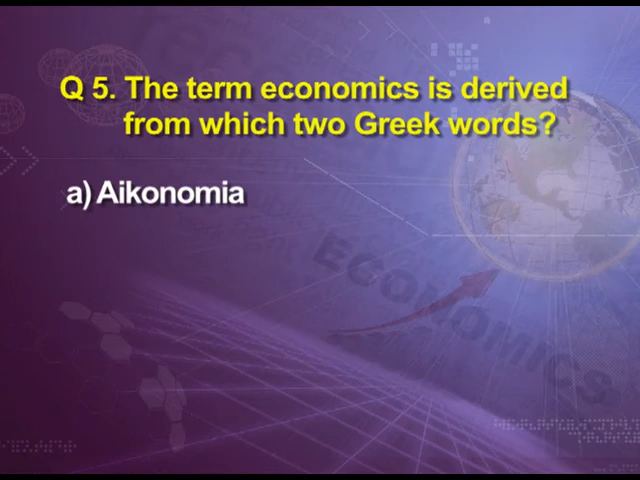 Q 5. The term economics is derived
from which two Greek words?
a) Aikonomia
ECONOMICS